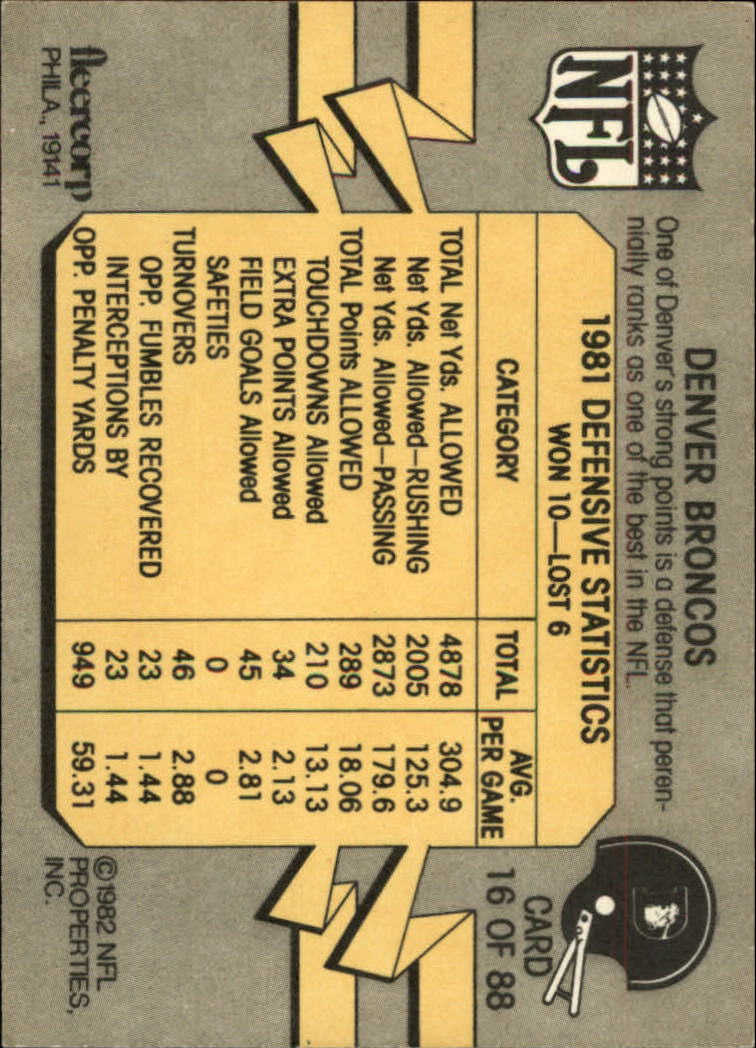 NFL
DENVER BRONCOS
One of Denver's strong points is a defense that peren-
nially ranks as one of the best in the NFL.
CARD
16 OF 88
1981 DEFENSIVE STATISTICS
WON 10—LOST 6
CATEGORY TOTAL AVG. PER GAME
TOTAL Net Yds. ALLOWED 4878 304.9
Net Yds. Allowed—RUSHING 2005 125.3
Net Yds. Allowed—PASSING 2873 179.6
TOTAL Points ALLOWED 289 18.06
TOUCHDOWNS Allowed 210 13.13
EXTRA POINTS Allowed 34 2.13
FIELD GOALS Allowed 45 2.81
SAFETIES 0 0
TURNOVERS 46 2.88
OPP. FUMBLES RECOVERED 23 1.44
INTERCEPTIONS BY 23 1.44
OPP. PENALTY YARDS 949 59.31
fleercorp
PHILA., 19141
©1982 NFL
PROPERTIES,
INC.